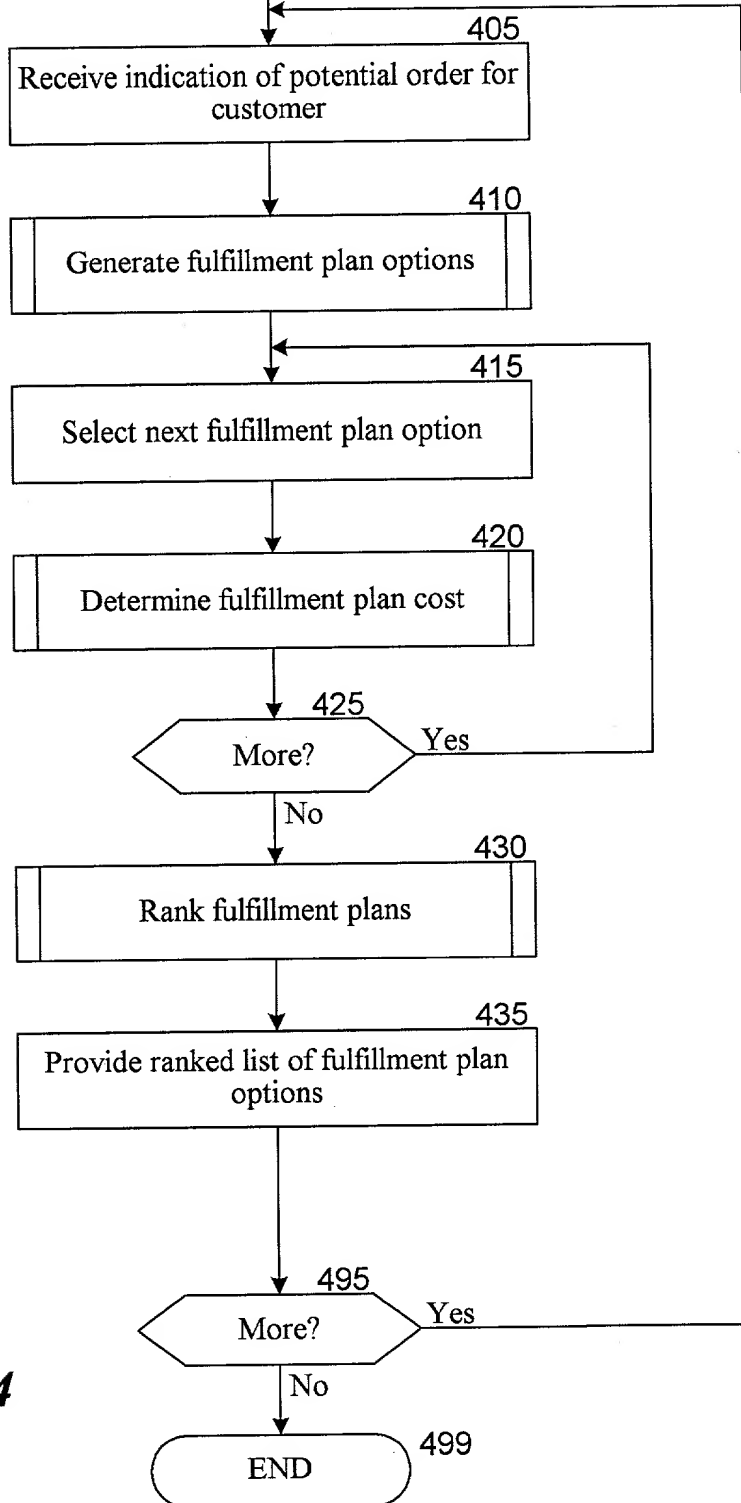 405
Receive indication of potential order for
customer
410
Generate fulfillment plan options
415
Select next fulfillment plan option
420
Determine fulfillment plan cost
425
More?
Yes
No
430
Rank fulfillment plans
435
Provide ranked list of fulfillment plan
options
495
More?
Yes
4
No
END
499